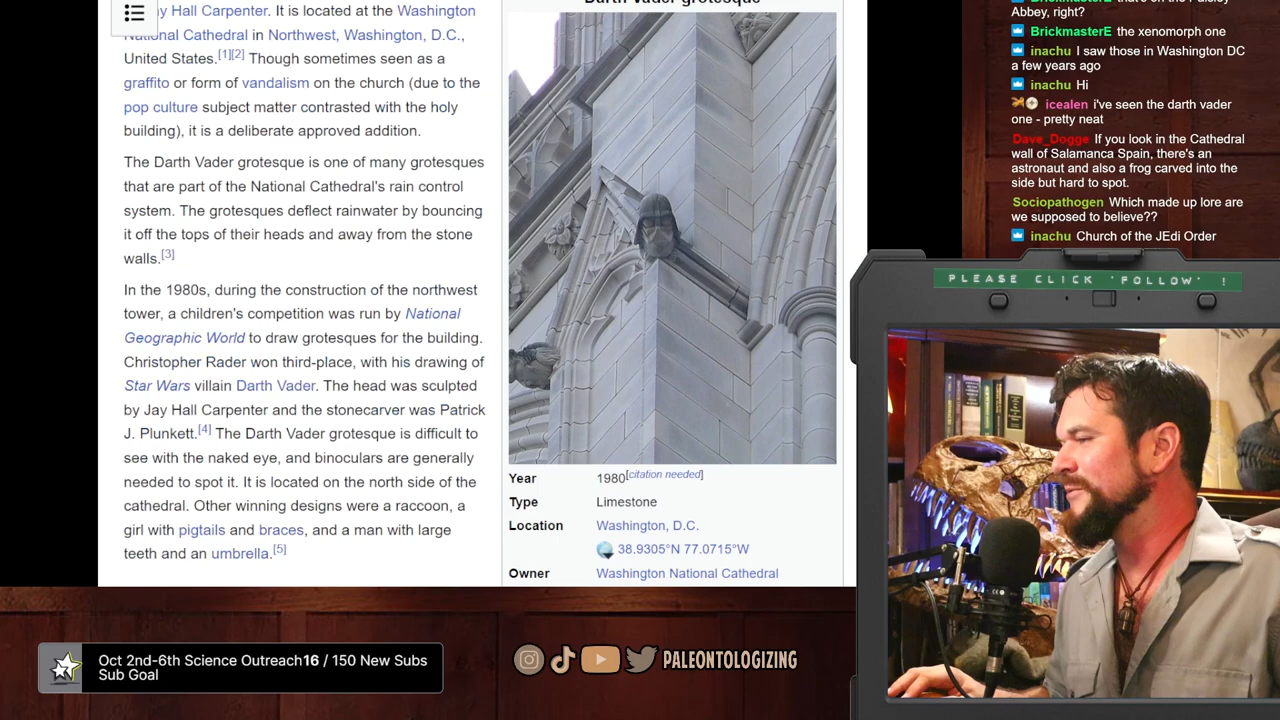 Jay Hall Carpenter. It is located at the Washington
National Cathedral in Northwest, Washington, D.C.,
United States.[1][2] Though sometimes seen as a
graffito or form of vandalism on the church (due to the
pop culture subject matter contrasted with the holy
building), it is a deliberate approved addition.
The Darth Vader grotesque is one of many grotesques
that are part of the National Cathedral's rain control
system. The grotesques deflect rainwater by bouncing
it off the tops of their heads and away from the stone
walls.[3]
In the 1980s, during the construction of the northwest
tower, a children's competition was run by National
Geographic World to draw grotesques for the building.
Christopher Rader won third-place, with his drawing of
Star Wars villain Darth Vader. The head was sculpted
by Jay Hall Carpenter and the stonecarver was Patrick
J. Plunkett.[4] The Darth Vader grotesque is difficult to
see with the naked eye, and binoculars are generally
needed to spot it. It is located on the north side of the
cathedral. Other winning designs were a raccoon, a
girl with pigtails and braces, and a man with large
teeth and an umbrella.[5]
Darth Vader grotesque
Year 1980[citation needed]
Type Limestone
Location Washington, D.C.
38.9305°N 77.0715°W
Owner Washington National Cathedral
BrickmasterE that's on the Paisley
Abbey, right?
BrickmasterE the xenomorph one
inachu I saw those in Washington DC
a few years ago
inachu Hi
icealen i've seen the darth vader
one - pretty neat
Dave_Dogge If you look in the Cathedral
wall of Salamanca Spain, there's an
astronaut and also a frog carved into the
side but hard to spot.
Sociopathogen Which made up lore are
we supposed to believe??
inachu Church of the JEdi Order
PLEASE CLICK 'FOLLOW' !
Oct 2nd-6th Science Outreach16 / 150 New Subs
Sub Goal
PALEONTOLOGIZING